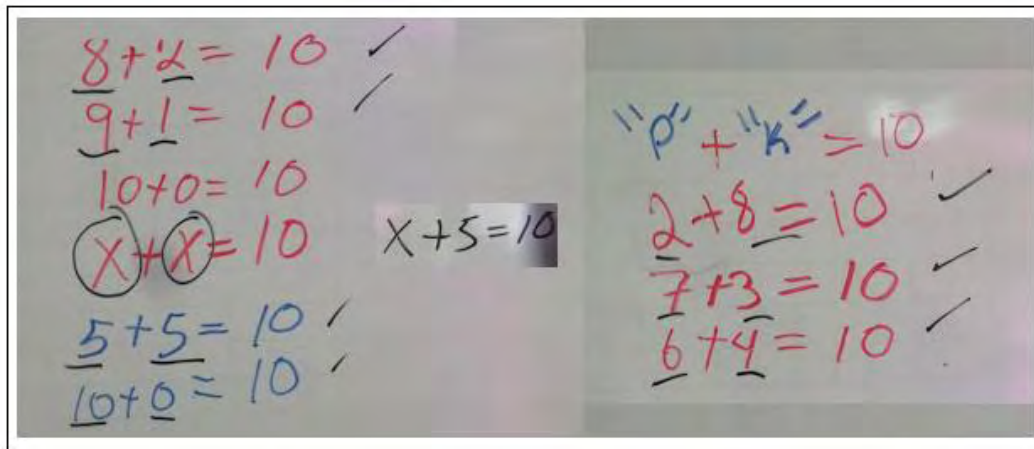 8+2= 10 ✓
9+1= 10 ✓
10+0= 10
X+X= 10
5+5= 10 ✓
10+0= 10 ✓
X+5=10
"P" + "K" = 10
2+8=10 ✓
7+3=10 ✓
6+4= 10 ✓